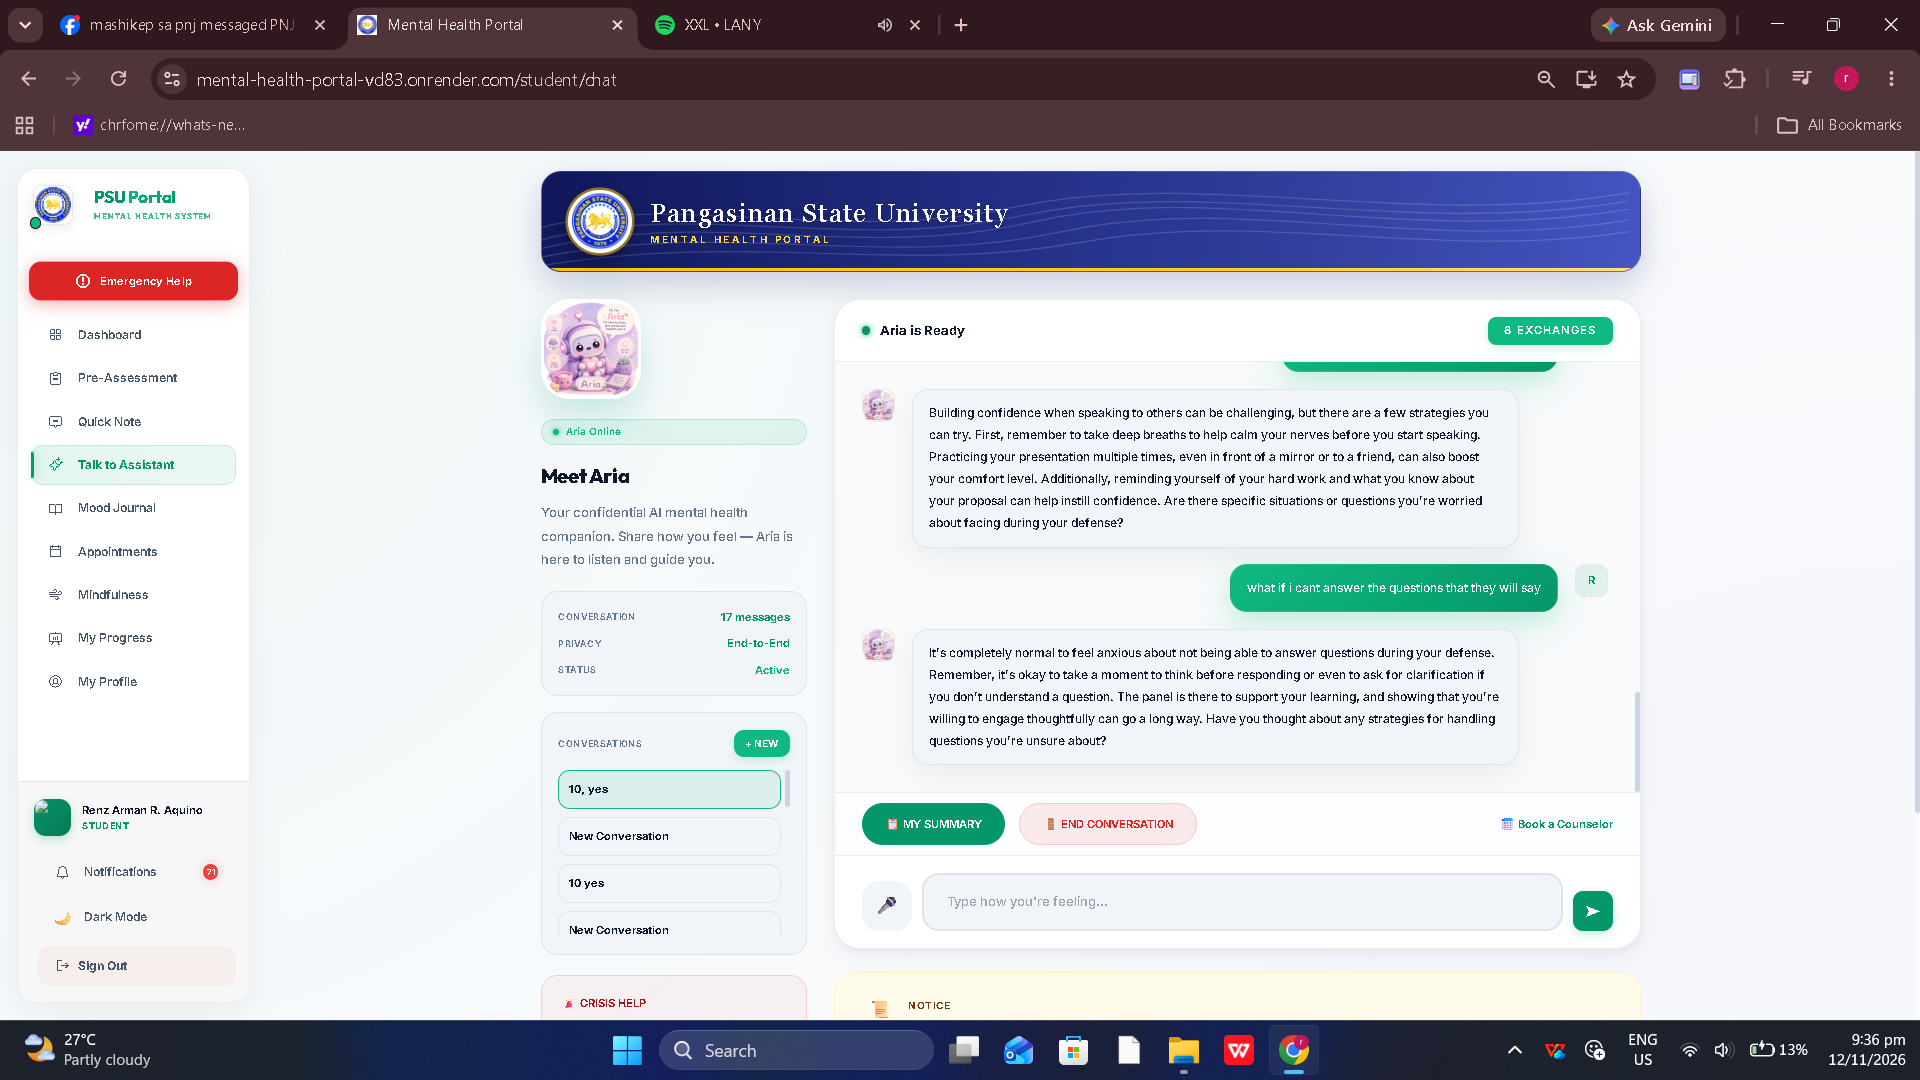 mashikep sa pnj messaged PNJ
Mental Health Portal
XXL • LANY
Ask Gemini
mental-health-portal-vd83.onrender.com/student/chat
r
y!
chrfome://whats-ne...
All Bookmarks
PSU Portal
MENTAL HEALTH SYSTEM
Emergency Help
Dashboard
Pre-Assessment
Quick Note
Talk to Assistant
Mood Journal
Appointments
Mindfulness
My Progress
My Profile
Renz Arman R. Aquino
STUDENT
Notifications
71
Dark Mode
Sign Out
Pangasinan State University
MENTAL HEALTH PORTAL
Aria
Aria Online
Meet Aria
Your confidential AI mental health
companion. Share how you feel — Aria is
here to listen and guide you.
CONVERSATION 17 messages
PRIVACY End-to-End
STATUS Active
CONVERSATIONS + NEW
10, yes
New Conversation
10 yes
New Conversation
CRISIS HELP
Aria is Ready
8 EXCHANGES
Building confidence when speaking to others can be challenging, but there are a few strategies you
can try. First, remember to take deep breaths to help calm your nerves before you start speaking.
Practicing your presentation multiple times, even in front of a mirror or to a friend, can also boost
your comfort level. Additionally, reminding yourself of your hard work and what you know about
your proposal can help instill confidence. Are there specific situations or questions you're worried
about facing during your defense?
what if i cant answer the questions that they will say
R
It's completely normal to feel anxious about not being able to answer questions during your defense.
Remember, it's okay to take a moment to think before responding or even to ask for clarification if
you don't understand a question. The panel is there to support your learning, and showing that you're
willing to engage thoughtfully can go a long way. Have you thought about any strategies for handling
questions you're unsure about?
MY SUMMARY
END CONVERSATION
Book a Counselor
Type how you're feeling...
NOTICE
27°C
Partly cloudy
Search
ENG
US
13%
9:36 pm
12/11/2026